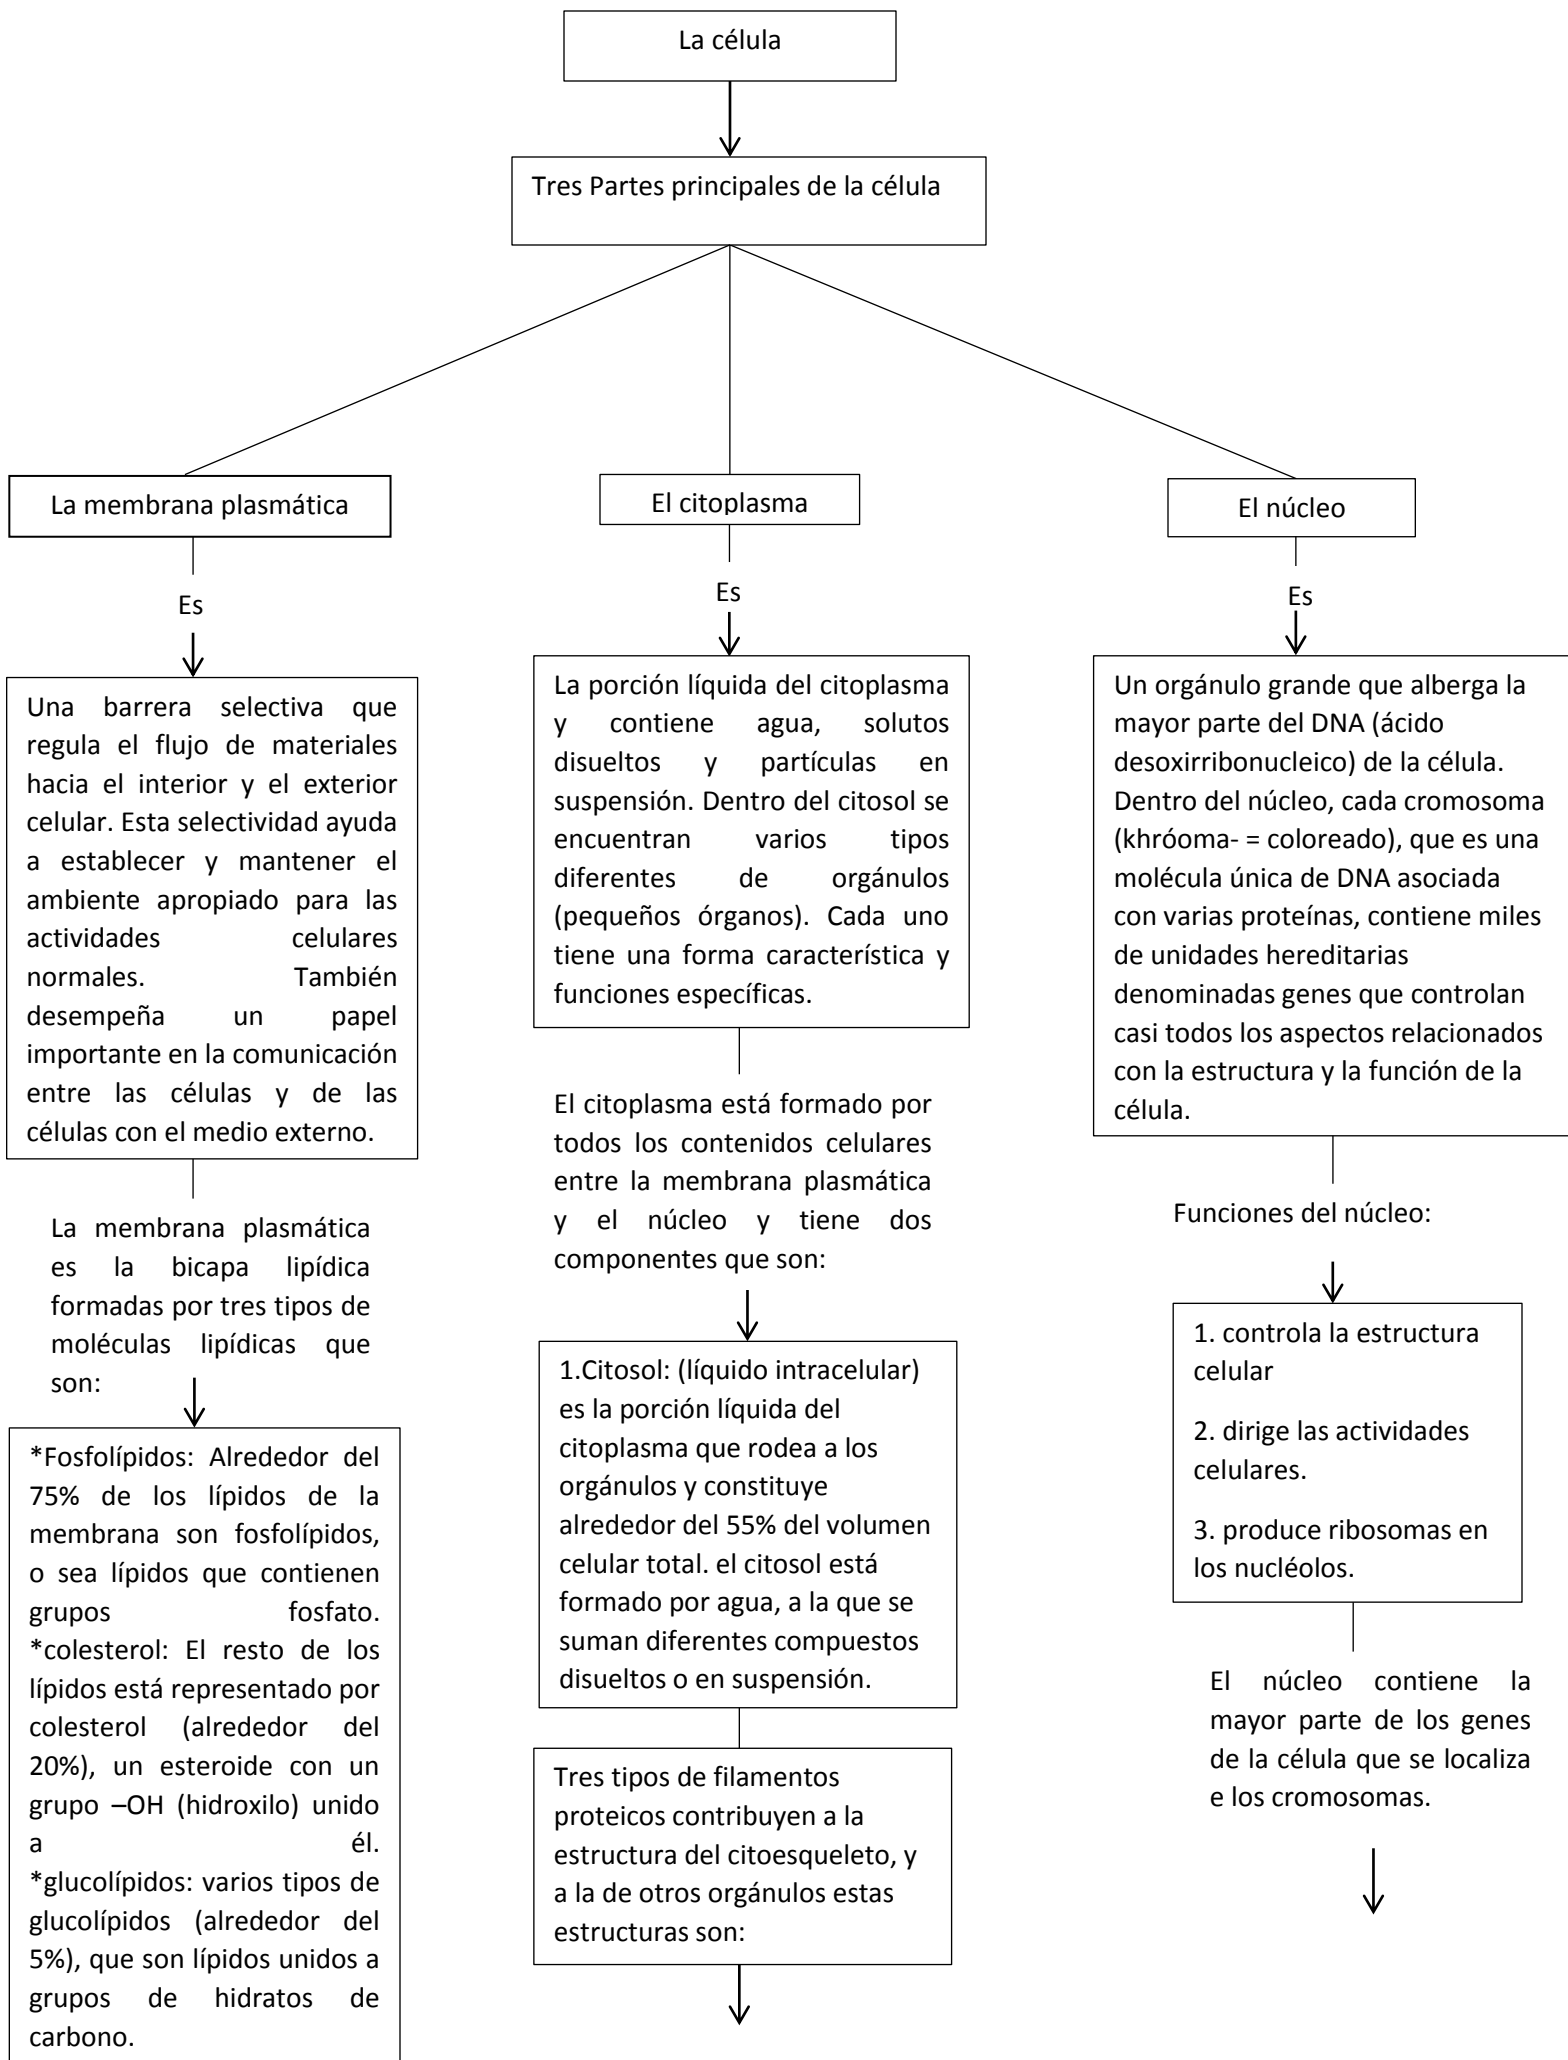 La célula
Tres Partes principales de la célula
La membrana plasmática
Es
Una barrera selectiva que
regula el flujo de materiales
hacia el interior y el exterior
celular. Esta selectividad ayuda
a establecer y mantener el
ambiente apropiado para las
actividades celulares
normales. También
desempeña un papel
importante en la comunicación
entre las células y de las
células con el medio externo.
La membrana plasmática
es la bicapa lipídica
formadas por tres tipos de
moléculas lipídicas que
son:
*Fosfolípidos: Alrededor del
75% de los lípidos de la
membrana son fosfolípidos,
o sea lípidos que contienen
grupos fosfato.
*colesterol: El resto de los
lípidos está representado por
colesterol (alrededor del
20%), un esteroide con un
grupo –OH (hidroxilo) unido
a él.
*glucolípidos: varios tipos de
glucolípidos (alrededor del
5%), que son lípidos unidos a
grupos de hidratos de
carbono.
El citoplasma
Es
La porción líquida del citoplasma
y contiene agua, solutos
disueltos y partículas en
suspensión. Dentro del citosol se
encuentran varios tipos
diferentes de orgánulos
(pequeños órganos). Cada uno
tiene una forma característica y
funciones específicas.
El citoplasma está formado por
todos los contenidos celulares
entre la membrana plasmática
y el núcleo y tiene dos
componentes que son:
1.Citosol: (líquido intracelular)
es la porción líquida del
citoplasma que rodea a los
orgánulos y constituye
alrededor del 55% del volumen
celular total. el citosol está
formado por agua, a la que se
suman diferentes compuestos
disueltos o en suspensión.
Tres tipos de filamentos
proteicos contribuyen a la
estructura del citoesqueleto, y
a la de otros orgánulos estas
estructuras son:
El núcleo
Es
Un orgánulo grande que alberga la
mayor parte del DNA (ácido
desoxirribonucleico) de la célula.
Dentro del núcleo, cada cromosoma
(khróoma- = coloreado), que es una
molécula única de DNA asociada
con varias proteínas, contiene miles
de unidades hereditarias
denominadas genes que controlan
casi todos los aspectos relacionados
con la estructura y la función de la
célula.
Funciones del núcleo:
1. controla la estructura
celular
2. dirige las actividades
celulares.
3. produce ribosomas en
los nucléolos.
El núcleo contiene la
mayor parte de los genes
de la célula que se localiza
e los cromosomas.